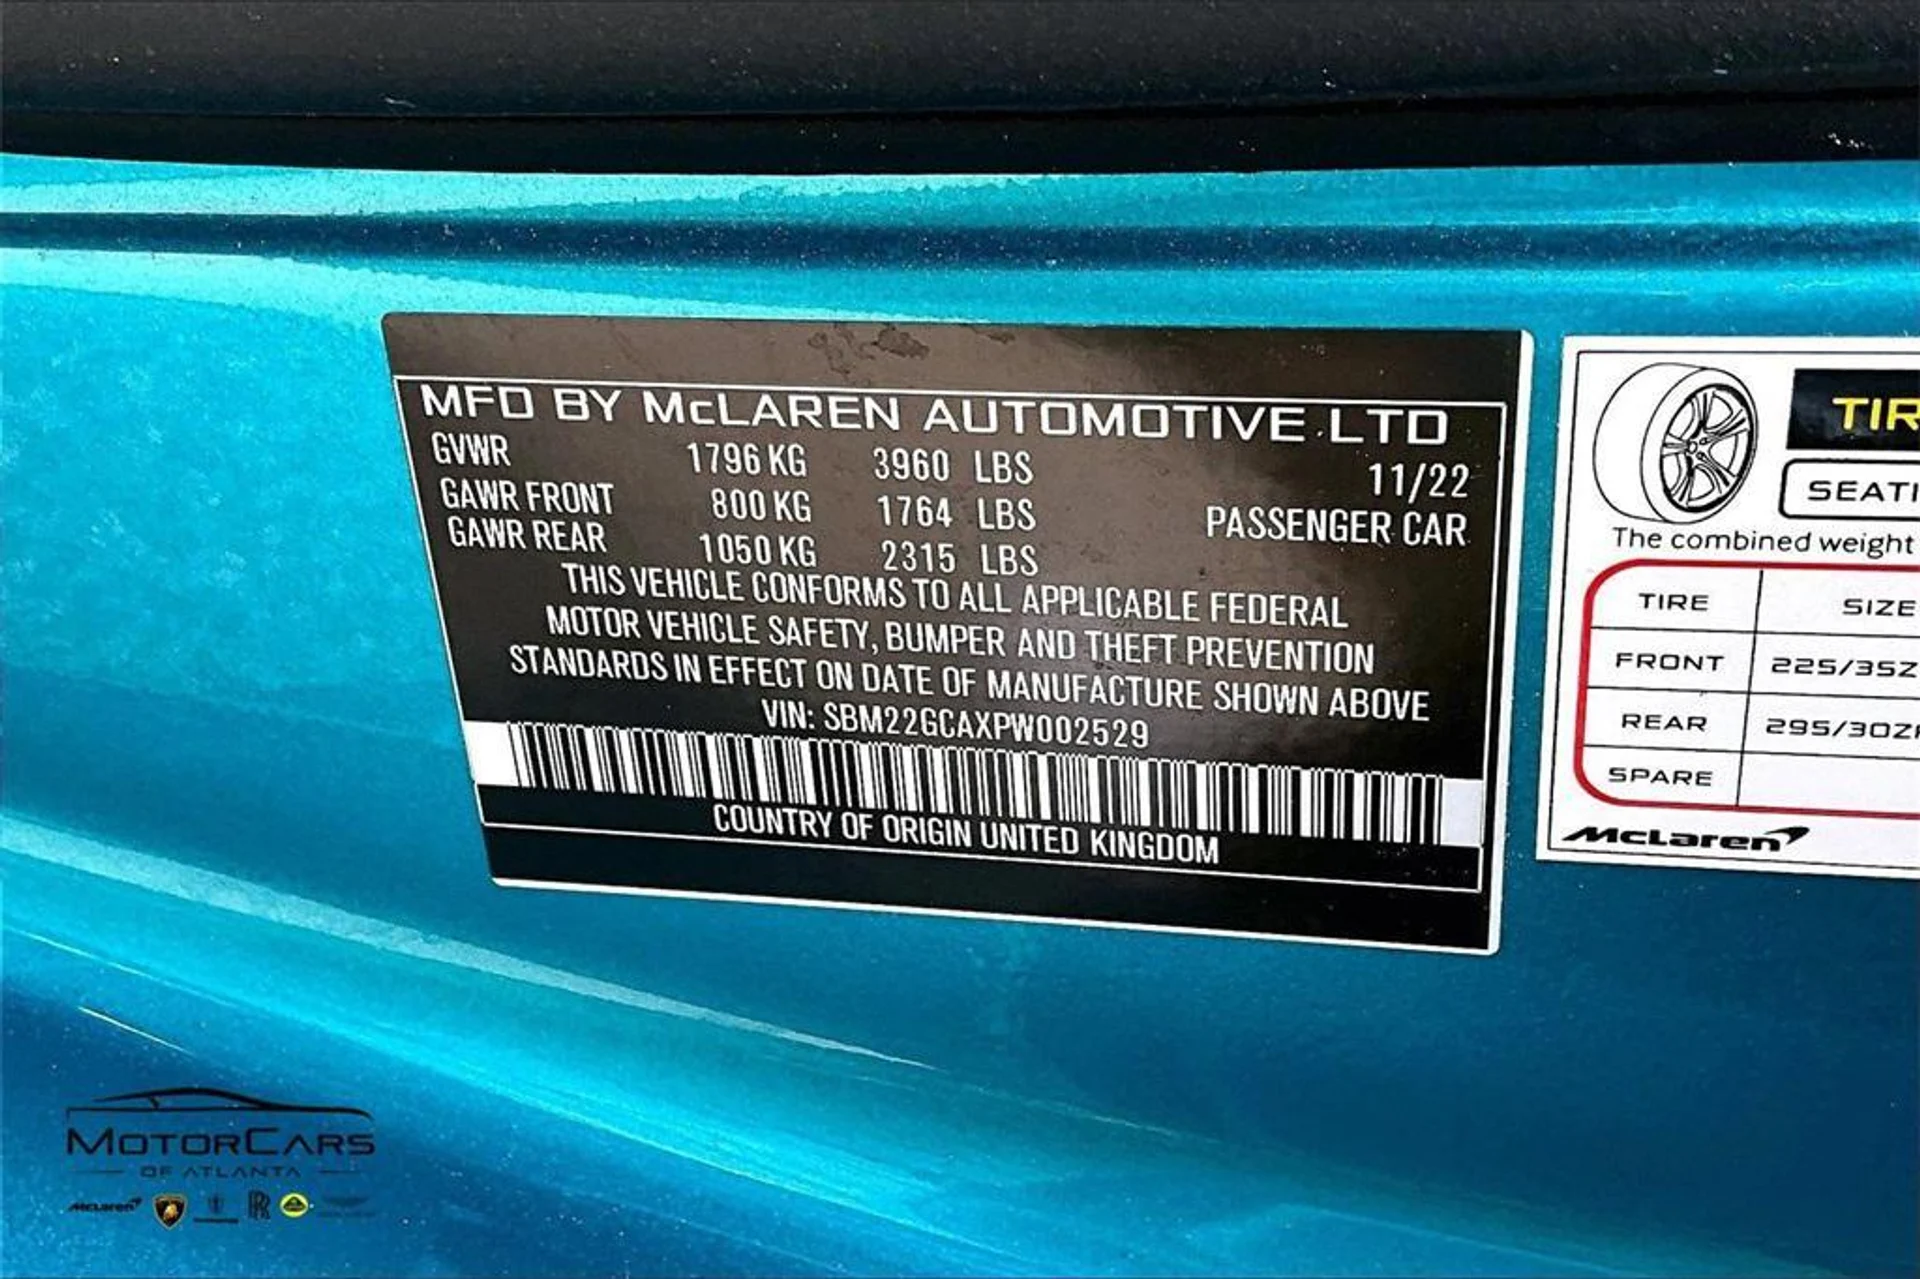 MFD BY McLAREN AUTOMOTIVE LTD
GVWR 1796 KG 3960 LBS 11/22
GAWR FRONT 800 KG 1764 LBS PASSENGER CAR
GAWR REAR 1050 KG 2315 LBS
THIS VEHICLE CONFORMS TO ALL APPLICABLE FEDERAL
MOTOR VEHICLE SAFETY, BUMPER AND THEFT PREVENTION
STANDARDS IN EFFECT ON DATE OF MANUFACTURE SHOWN ABOVE
VIN: SBM22GCAXPW002529
COUNTRY OF ORIGIN UNITED KINGDOM
TIR
SEATI
The combined weight
TIRE SIZE
FRONT 225/35Z
REAR 295/30Z
SPARE
McLaren
MOTORCARS
OF ATLANTA
McLaren